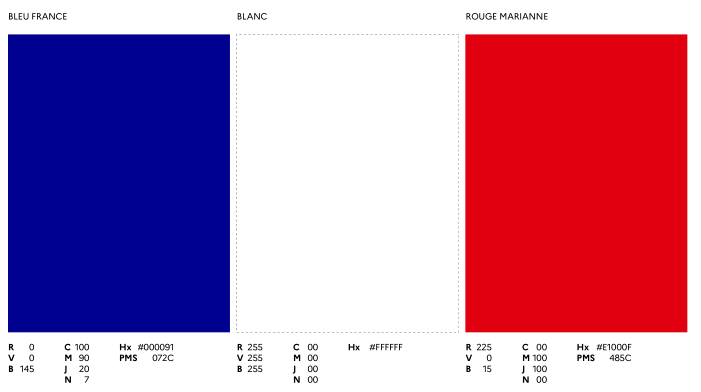 BLEU FRANCE
BLANC
ROUGE MARIANNE
R 0 C 100 Hx #000091
V 0 M 90 PMS 072C
B 145 J 20
N 7
R 255 C 00 Hx #FFFFFF
V 255 M 00
B 255 J 00
N 00
R 225 C 00 Hx #E1000F
V 0 M 100 PMS 485C
B 15 J 100
N 00